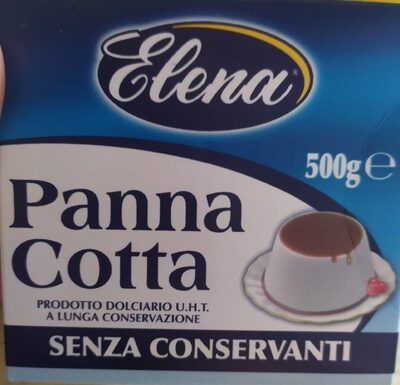 Elena®
500g ℮
Panna
Cotta
PRODOTTO DOLCIARIO U.H.T.
A LUNGA CONSERVAZIONE
SENZA CONSERVANTI